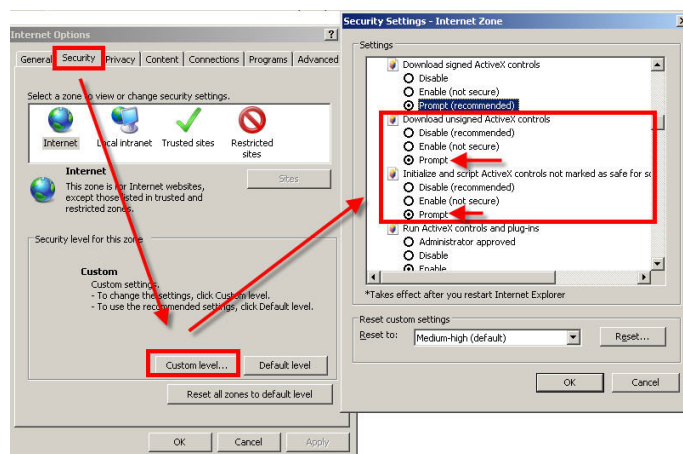 Internet Options
?
General
Security
Privacy
Content
Connections
Programs
Advanced
Select a zone to view or change security settings.
Internet
Local intranet
Trusted sites
Restricted
sites
Internet
This zone is for Internet websites,
except those listed in trusted and
restricted zones.
Sites
Security level for this zone
Custom
Custom settings.
- To change the settings, click Custom level.
- To use the recommended settings, click Default level.
Custom level...
Default level
Reset all zones to default level
OK
Cancel
Apply
Security Settings - Internet Zone
Settings
Download signed ActiveX controls
Disable
Enable (not secure)
Prompt (recommended)
Download unsigned ActiveX controls
Disable (recommended)
Enable (not secure)
Prompt
Initialize and script ActiveX controls not marked as safe for sc
Disable (recommended)
Enable (not secure)
Prompt
Run ActiveX controls and plug-ins
Administrator approved
Disable
Enable
*Takes effect after you restart Internet Explorer
Reset custom settings
Reset to:
Medium-high (default)
Reset...
OK
Cancel